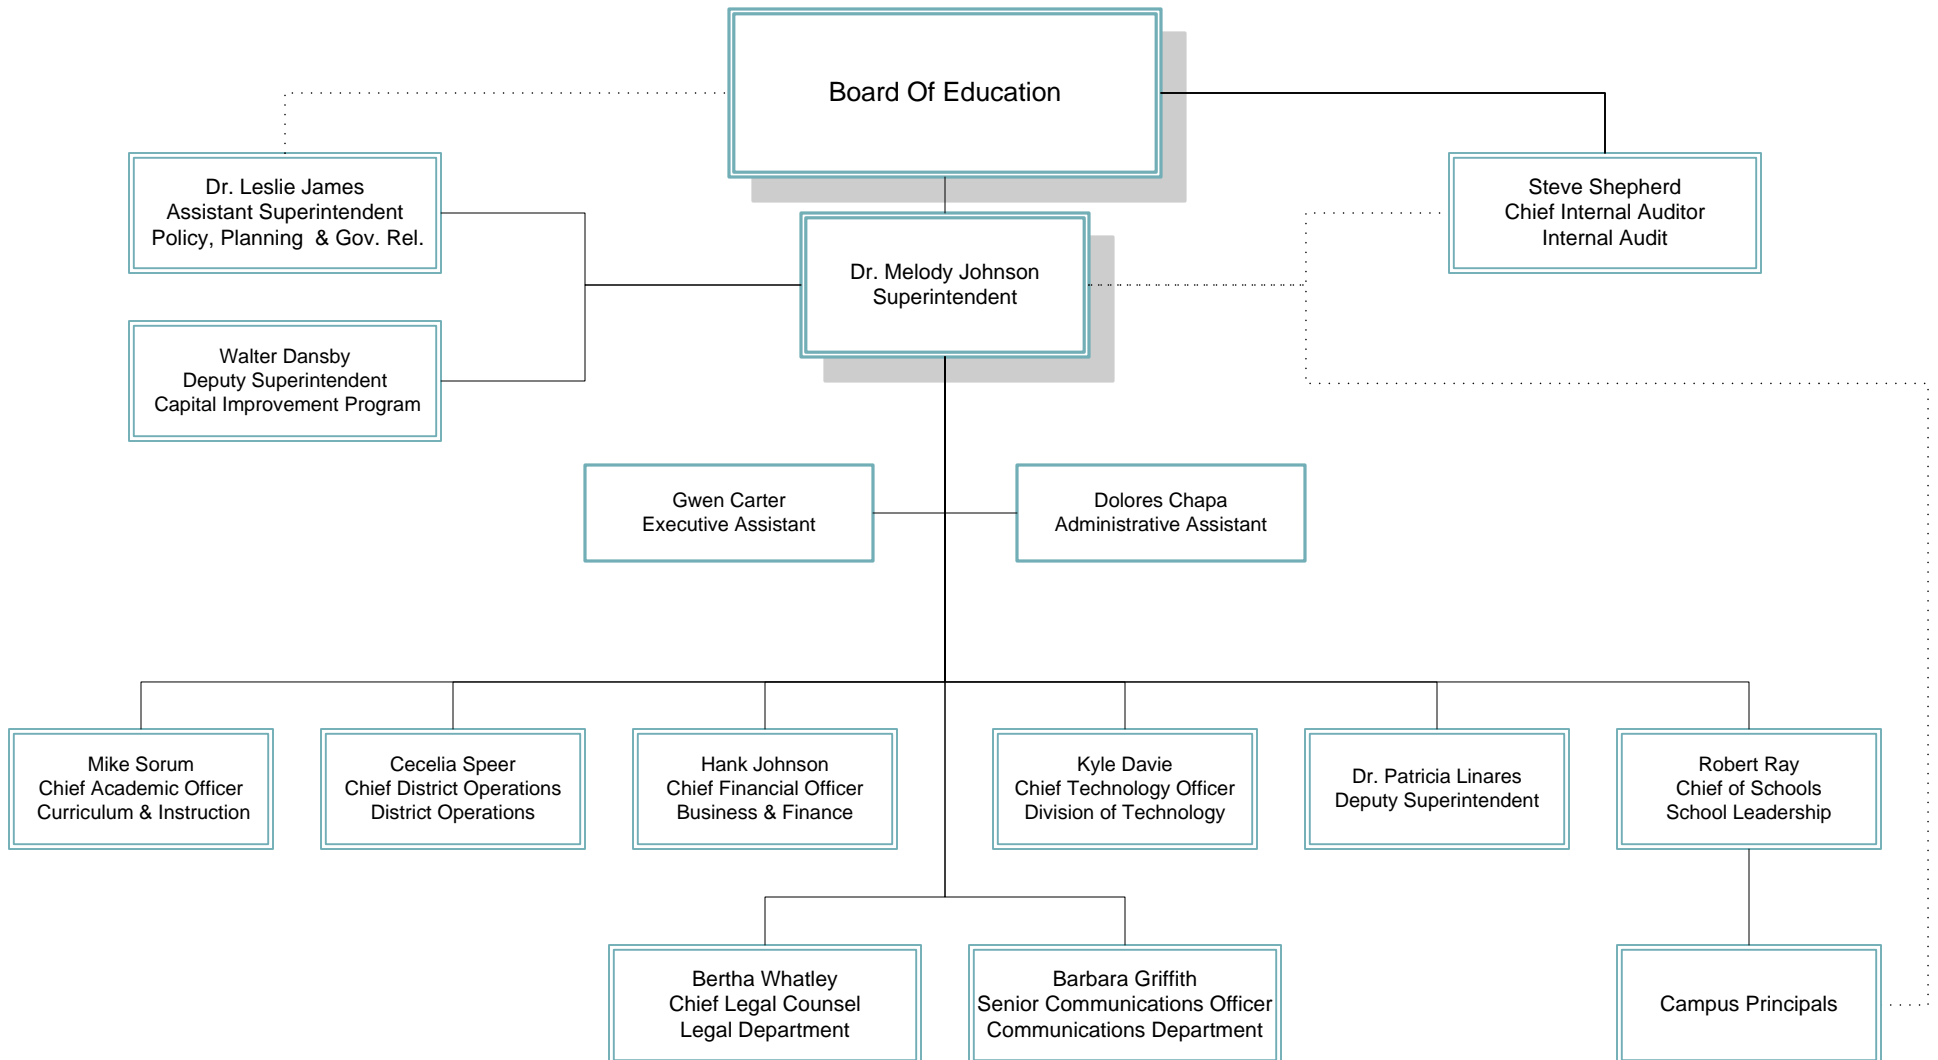 Board Of Education
Dr. Leslie James
Assistant Superintendent
Policy, Planning  & Gov. Rel.
Steve Shepherd
Chief Internal Auditor
Internal Audit
Dr. Melody Johnson
Superintendent
Walter Dansby
Deputy Superintendent
Capital Improvement Program
Gwen Carter
Executive Assistant
Dolores Chapa
Administrative Assistant
Mike Sorum
Chief Academic Officer
Curriculum & Instruction
Cecelia Speer
Chief District Operations
District Operations
Hank Johnson
Chief Financial Officer
Business & Finance
Kyle Davie
Chief Technology Officer
Division of Technology
Dr. Patricia Linares
Deputy Superintendent
Robert Ray
Chief of Schools
School Leadership
Bertha Whatley
Chief Legal Counsel
Legal Department
Barbara Griffith
Senior Communications Officer
Communications Department
Campus Principals